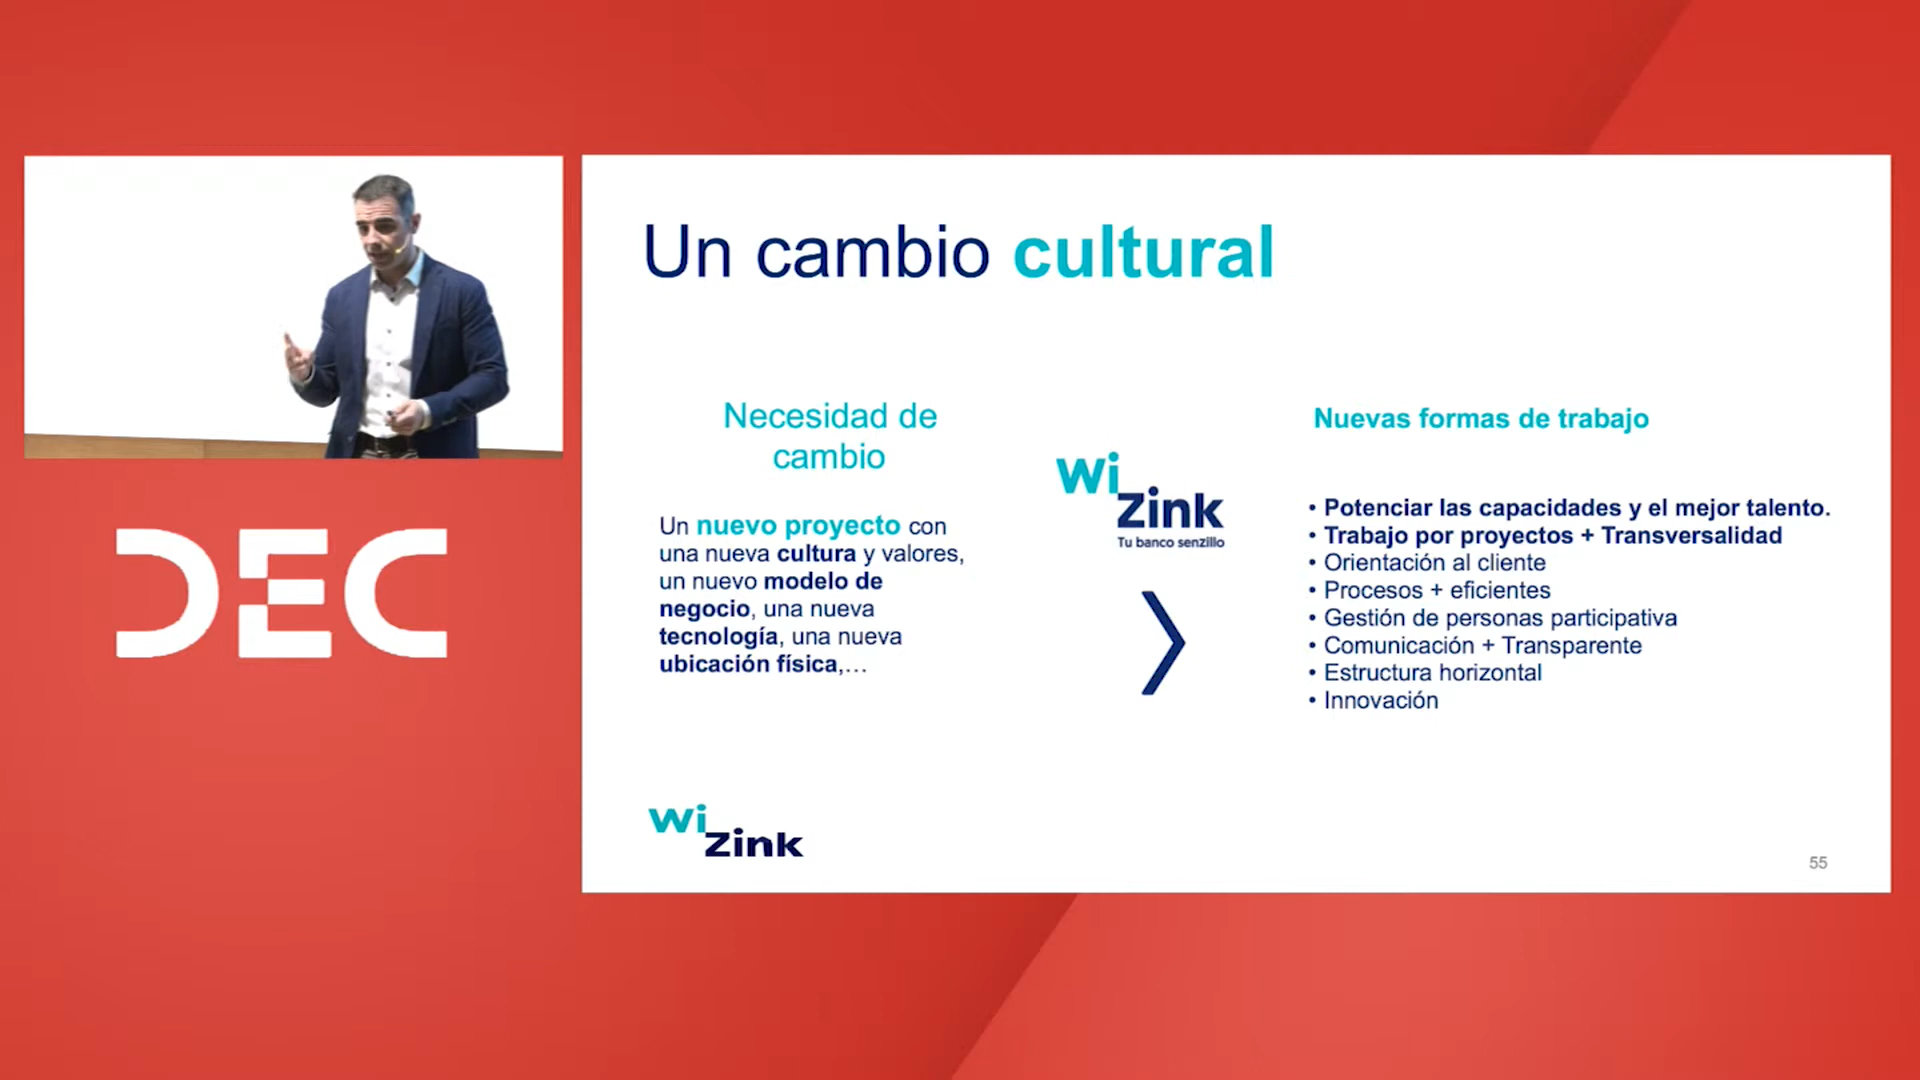 DEC
Un cambio cultural
Necesidad de
cambio
Un nuevo proyecto con
una nueva cultura y valores,
un nuevo modelo de
negocio, una nueva
tecnología, una nueva
ubicación física,…
wi
zink
Tu banco senzillo
Nuevas formas de trabajo
• Potenciar las capacidades y el mejor talento.
• Trabajo por proyectos + Transversalidad
• Orientación al cliente
• Procesos + eficientes
• Gestión de personas participativa
• Comunicación + Transparente
• Estructura horizontal
• Innovación
wi
zink
55